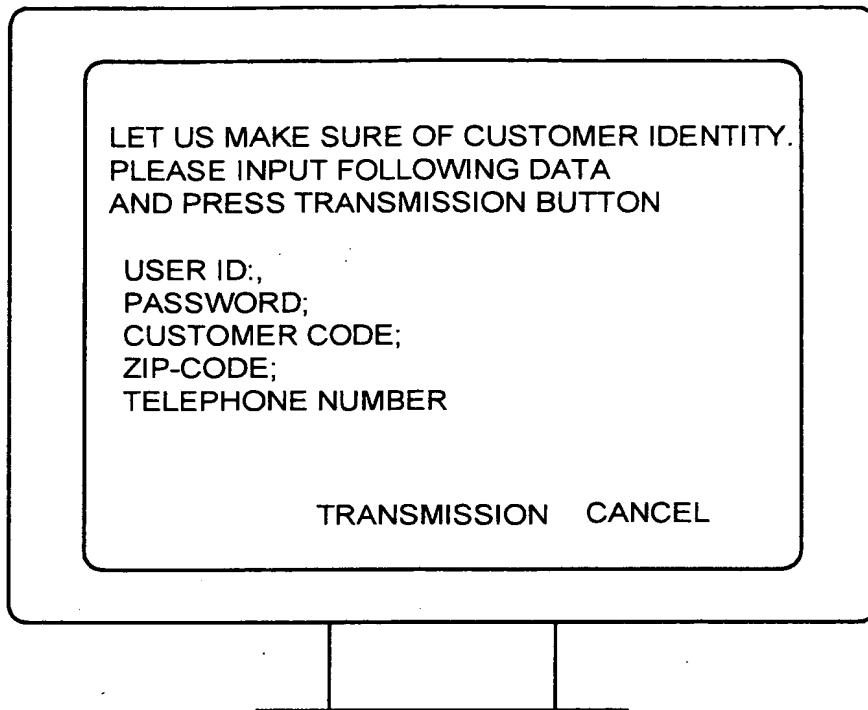 LET US MAKE SURE OF CUSTOMER IDENTITY.
PLEASE INPUT FOLLOWING DATA
AND PRESS TRANSMISSION BUTTON
USER ID:,
PASSWORD;
CUSTOMER CODE;
ZIP-CODE;
TELEPHONE NUMBER
TRANSMISSION CANCEL